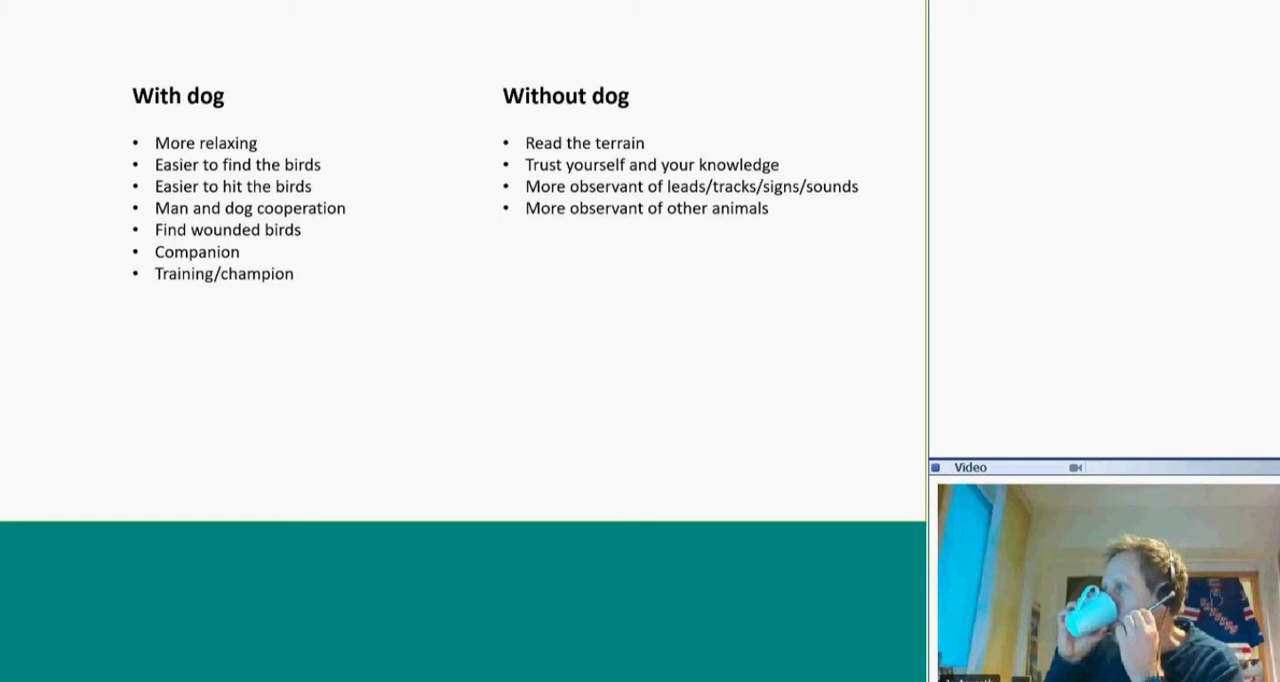 With dog
• More relaxing
• Easier to find the birds
• Easier to hit the birds
• Man and dog cooperation
• Find wounded birds
• Companion
• Training/champion
Without dog
• Read the terrain
• Trust yourself and your knowledge
• More observant of leads/tracks/signs/sounds
• More observant of other animals
Video